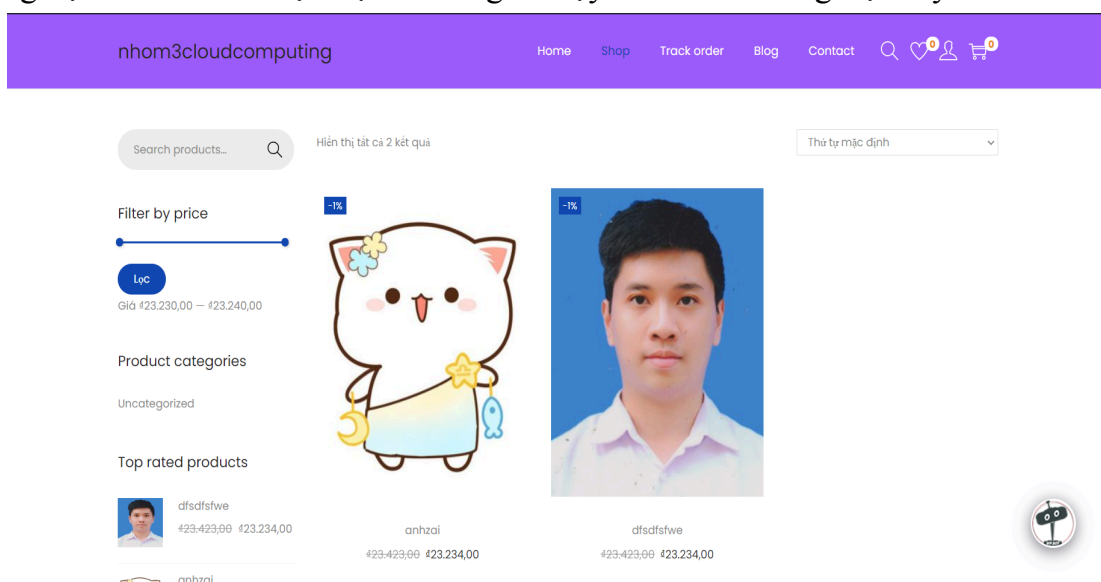 nhom3cloudcomputing
Home Shop Track order Blog Contact 0 0
Search products...
Hiển thị tất cả 2 kết quả
Thứ tự mặc định
Filter by price
Lọc
Giá ₫23.230,00 — ₫23.240,00
Product categories
Uncategorized
Top rated products
dfsdfsfwe
₫23.423,00 ₫23.234,00
anhzai
-1%
anhzai
₫23.423,00 ₫23.234,00
-1%
dfsdfsfwe
₫23.423,00 ₫23.234,00